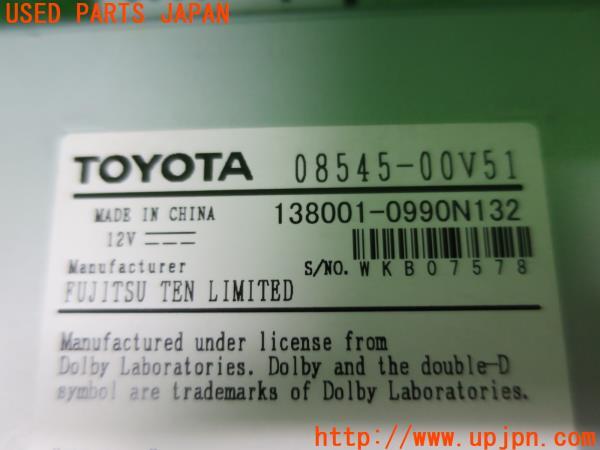 USED PARTS JAPAN
TOYOTA 08545-00V51
MADE IN CHINA 138001-0990N132
12V
Manufacturer S/NO. WKB07578
FUJITSU TEN LIMITED
Manufactured under license from
Dolby Laboratories. Dolby and the double-D
symbol are trademarks of Dolby Laboratories.
UPJ
http://www.upjpn.com